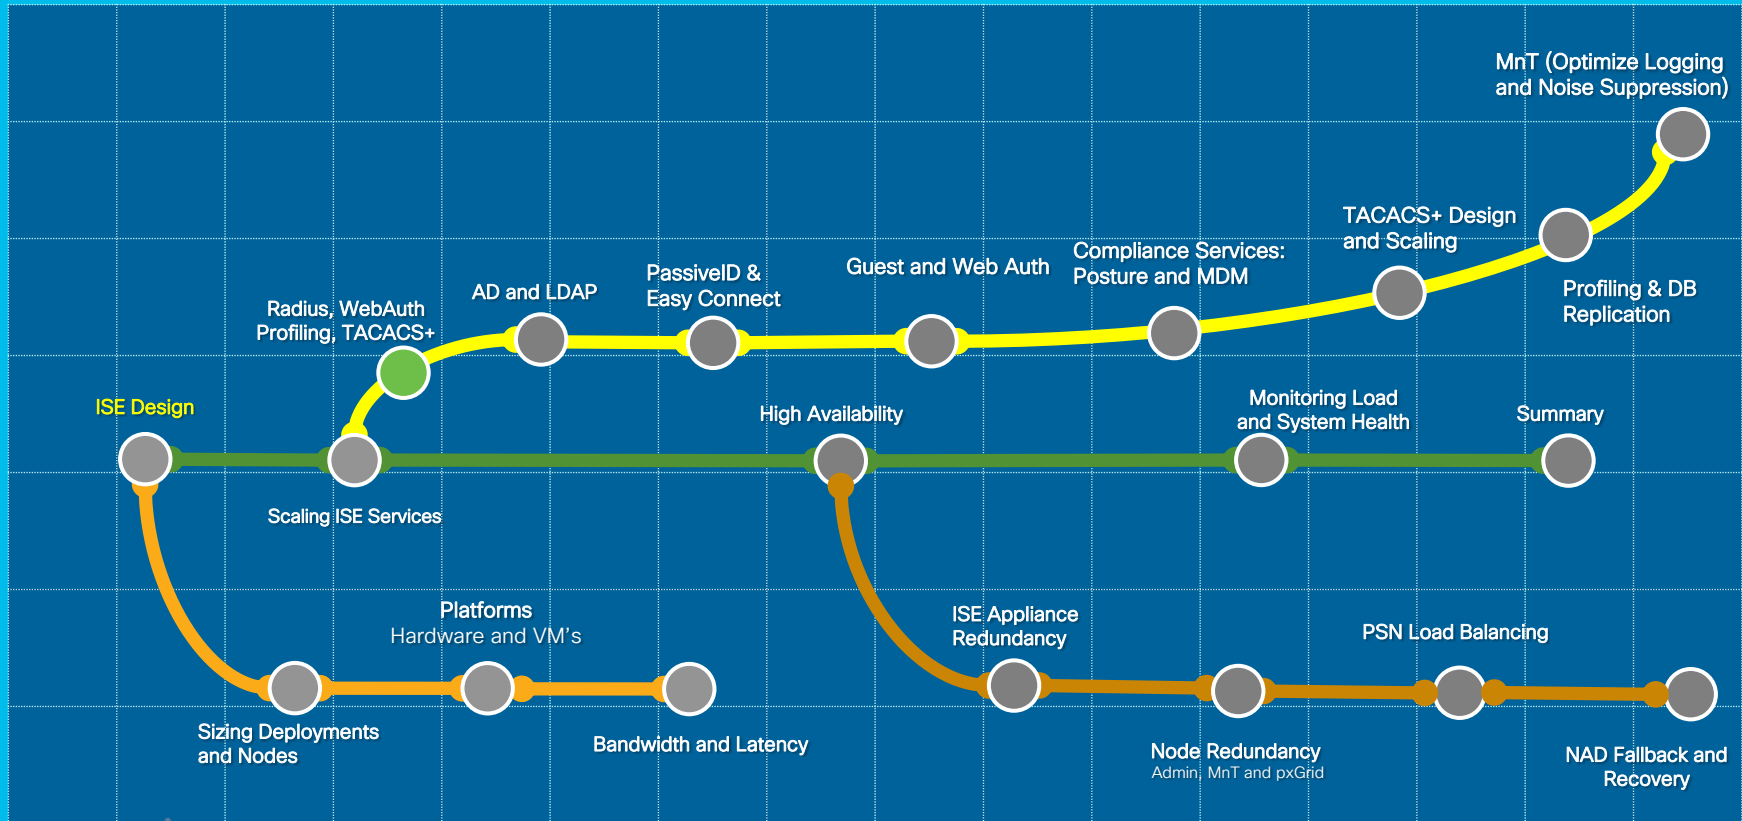 MnT (Optimize Logging
and Noise Suppression)
TACACS+ Design
and Scaling
Compliance Services:
Posture and MDM
Guest and Web Auth
PassiveID &
Easy Connect
AD and LDAP
Radius, WebAuth
Profiling, TACACS+
Profiling & DB
Replication
ISE Design
High Availability
Monitoring Load
and System Health
Summary
Scaling ISE Services
Platforms
Hardware and VM's
ISE Appliance
Redundancy
PSN Load Balancing
Sizing Deployments
and Nodes
Bandwidth and Latency
Node Redundancy
Admin, MnT and pxGrid
NAD Fallback and
Recovery